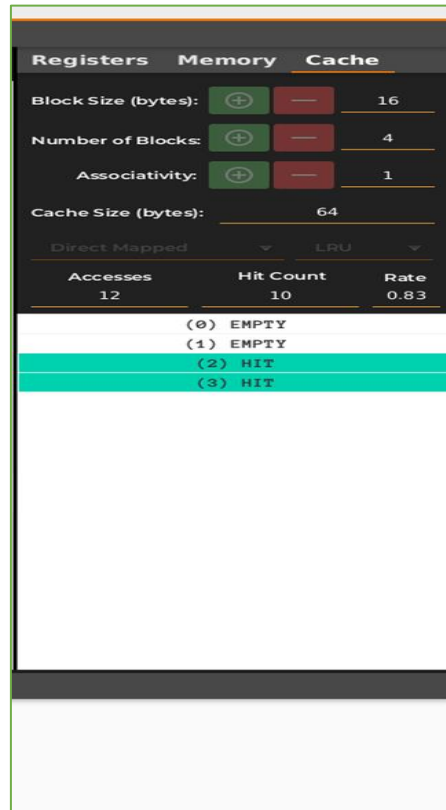 Registers Memory Cache
Block Size (bytes): 16
Number of Blocks: 4
Associativity: 1
Cache Size (bytes): 64
Direct Mapped LRU
Accesses Hit Count Rate
12 10 0.83
(0) EMPTY
(1) EMPTY
(2) HIT
(3) HIT